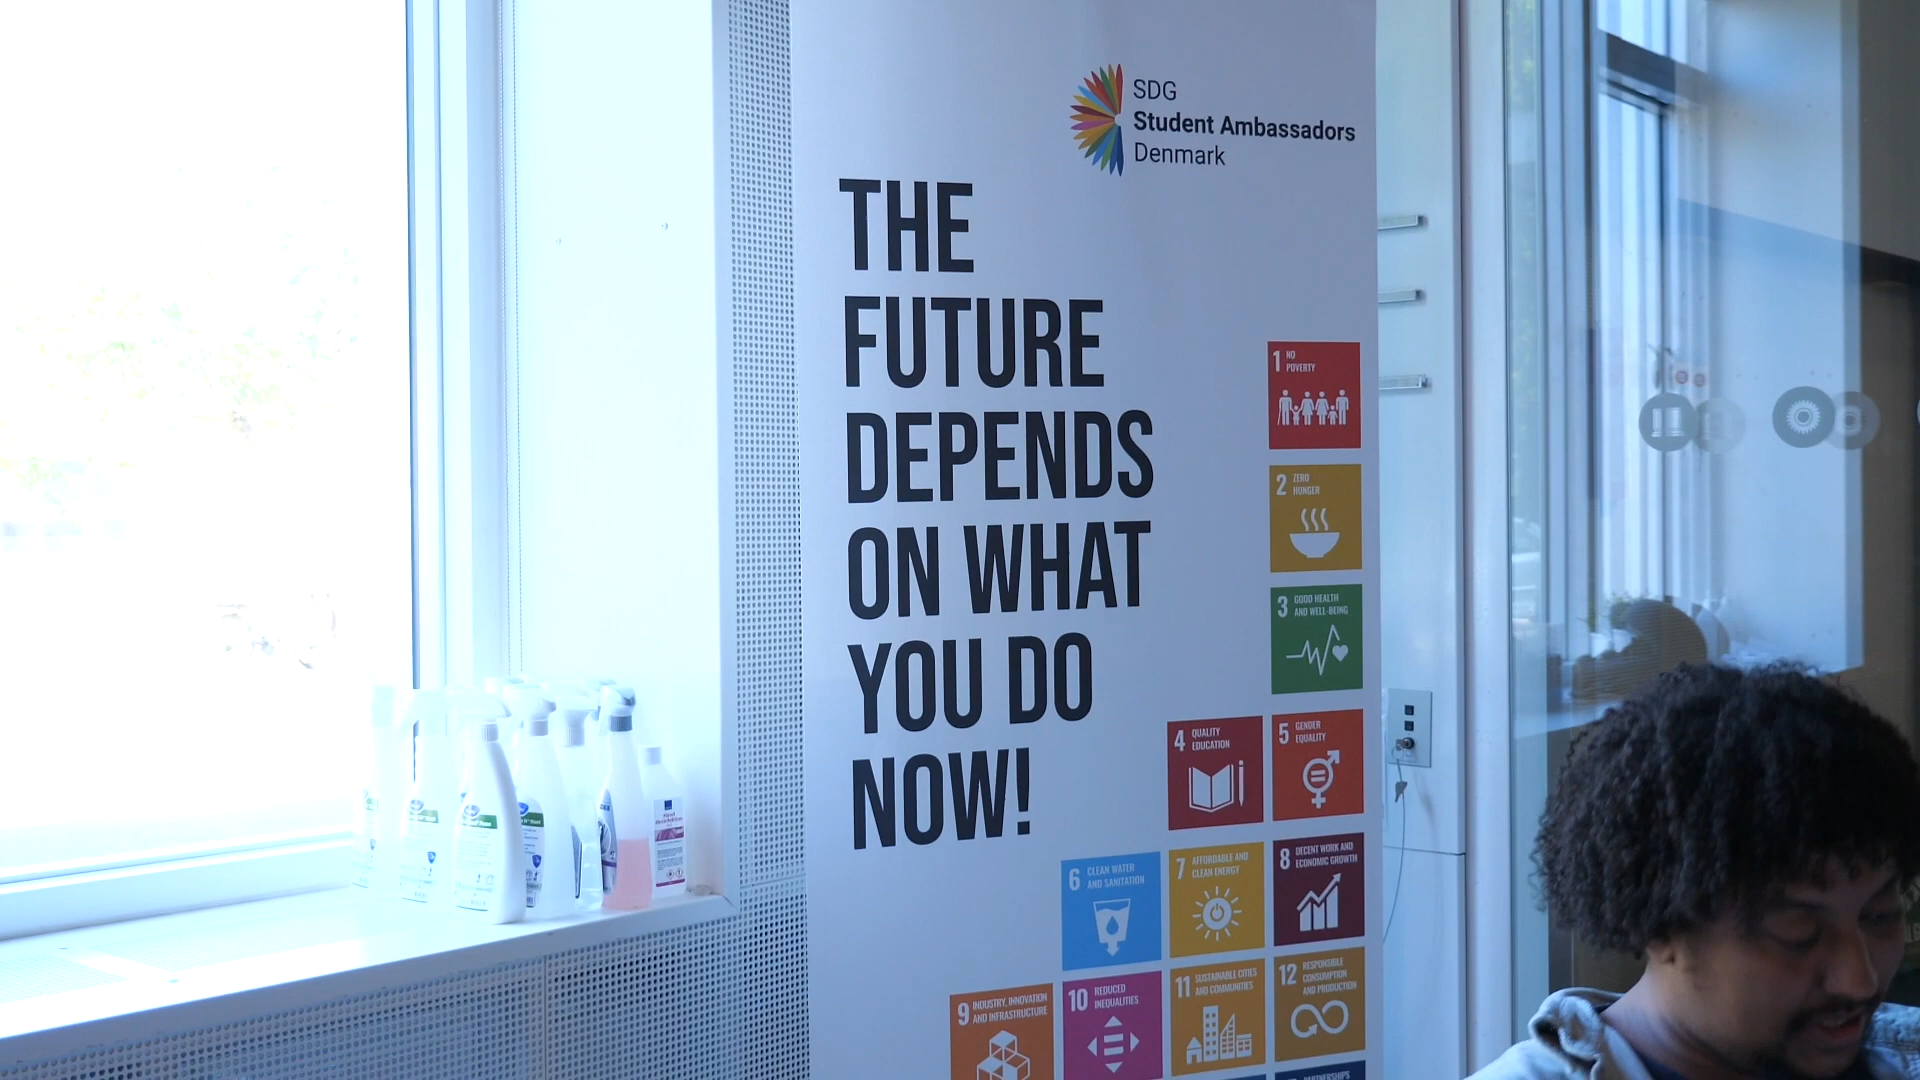 SDG
Student Ambassadors
Denmark
THE
FUTURE
DEPENDS
ON WHAT
YOU DO
NOW!
1 NO
POVERTY
2 ZERO
HUNGER
3 GOOD HEALTH
AND WELL-BEING
4 QUALITY
EDUCATION
5 GENDER
EQUALITY
6 CLEAN WATER
AND SANITATION
7 AFFORDABLE AND
CLEAN ENERGY
8 DECENT WORK AND
ECONOMIC GROWTH
9 INDUSTRY, INNOVATION
AND INFRASTRUCTURE
10 REDUCED
INEQUALITIES
11 SUSTAINABLE CITIES
AND COMMUNITIES
12 RESPONSIBLE
CONSUMPTION
AND PRODUCTION
PARTNERSHIPS